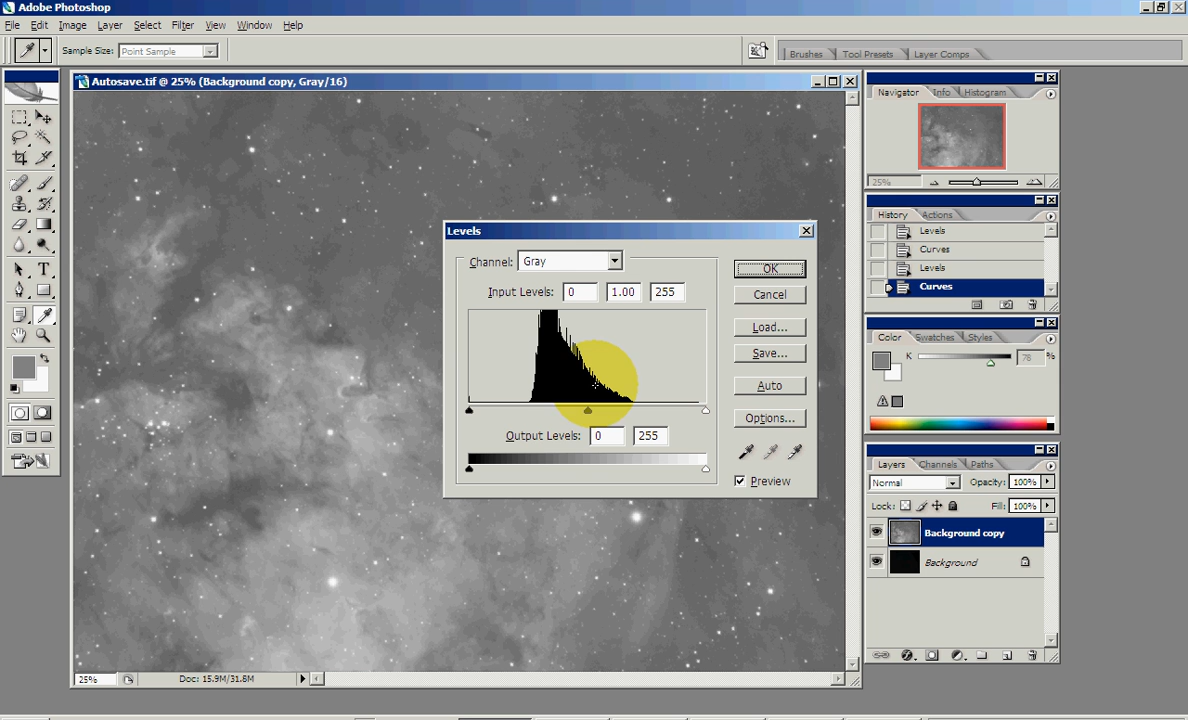 Adobe Photoshop
File Edit Image Layer Select Filter View Window Help
Sample Size: Point Sample
Brushes Tool Presets Layer Comps
Autosave.tif @ 25% (Background copy, Gray/16)
Navigator Info Histogram
25%
History Actions
Levels
Curves
Levels
Curves
Levels
Channel: Gray
Input Levels: 0 1.00 255
Output Levels: 0 255
OK
Cancel
Load...
Save...
Auto
Options...
Preview
Color Swatches Styles
K 78 %
Layers Channels Paths
Normal Opacity: 100%
Lock: Fill: 100%
Background copy
Background
T
25% Doc: 15.9M/31.8M